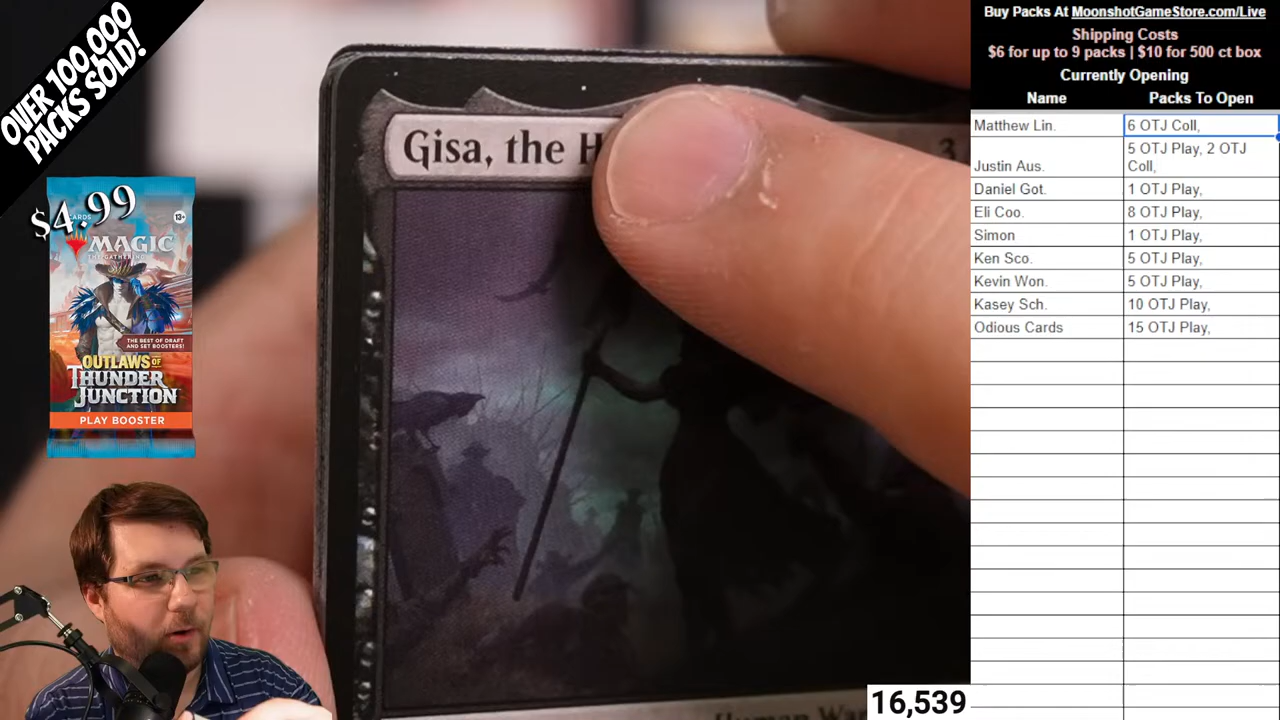 OVER 100,000
PACKS SOLD!
$4.99
CARDS
13+
MAGIC
THE GATHERING
THE BEST OF DRAFT
AND SET BOOSTERS!
OUTLAWS OF
THUNDER
JUNCTION
PLAY BOOSTER
Gisa, the H
3
Human War
16,539
Buy Packs At MoonshotGameStore.com/Live
Shipping Costs
$6 for up to 9 packs | $10 for 500 ct box
Currently Opening
Name Packs To Open
Matthew Lin. 6 OTJ Coll,
Justin Aus. 5 OTJ Play, 2 OTJ
Coll,
Daniel Got. 1 OTJ Play,
Eli Coo. 8 OTJ Play,
Simon 1 OTJ Play,
Ken Sco. 5 OTJ Play,
Kevin Won. 5 OTJ Play,
Kasey Sch. 10 OTJ Play,
Odious Cards 15 OTJ Play,